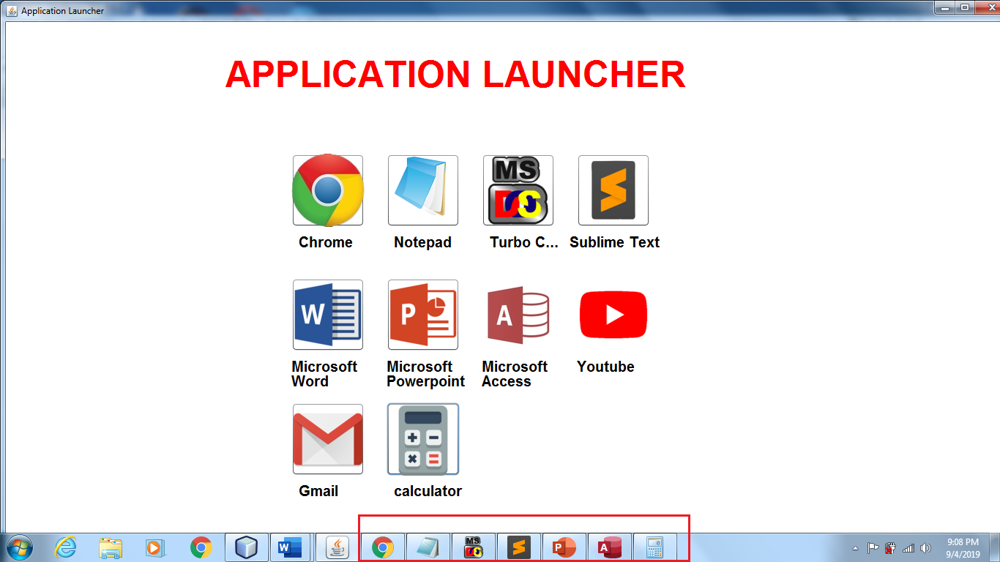 Application Launcher
APPLICATION LAUNCHER
MS
DOS
Chrome
Notepad
Turbo C...
Sublime Text
W
P
A
Microsoft
Word
Microsoft
Powerpoint
Microsoft
Access
Youtube
Gmail
calculator
W
MS
DOS
P
A
9:08 PM
9/4/2019